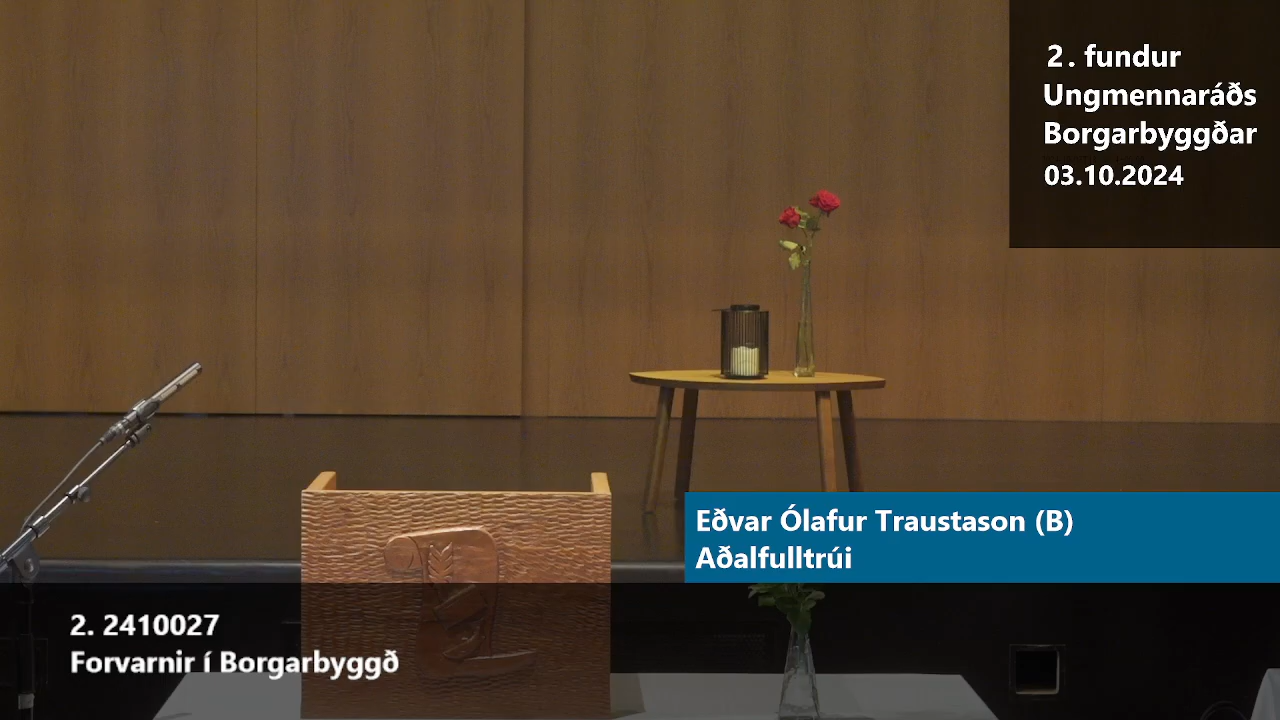 2. fundur
Ungmennaráðs
Borgarbyggðar
03.10.2024
Eðvar Ólafur Traustason (B)
Aðalfulltrúi
2. 2410027
Forvarnir í Borgarbyggð